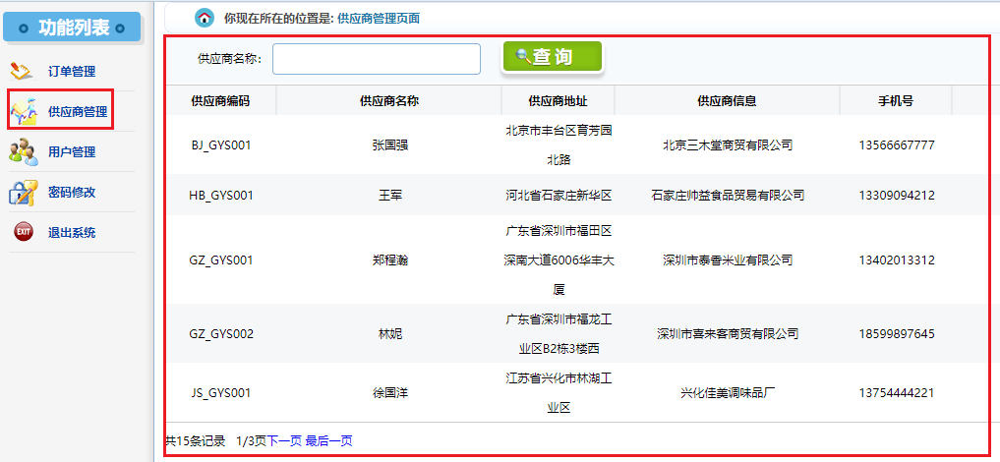 功能列表
订单管理
供应商管理
用户管理
密码修改
EXIT
退出系统
你现在所在的位置是: 供应商管理页面
供应商名称：
查 询
供应商编码 供应商名称 供应商地址 供应商信息 手机号
BJ_GYS001 张国强 北京市丰台区育芳园
北路 北京三木堂商贸有限公司 13566667777
HB_GYS001 王军 河北省石家庄新华区 石家庄帅益食品贸易有限公司 13309094212
GZ_GYS001 郑程瀚 广东省深圳市福田区
深南大道6006华丰大
厦 深圳市泰香米业有限公司 13402013312
GZ_GYS002 林妮 广东省深圳市福龙工
业区B2栋3楼西 深圳市喜来客商贸有限公司 18599897645
JS_GYS001 徐国洋 江苏省兴化市林湖工
业区 兴化佳美调味品厂 13754444221
共15条记录 1/3页下一页 最后一页